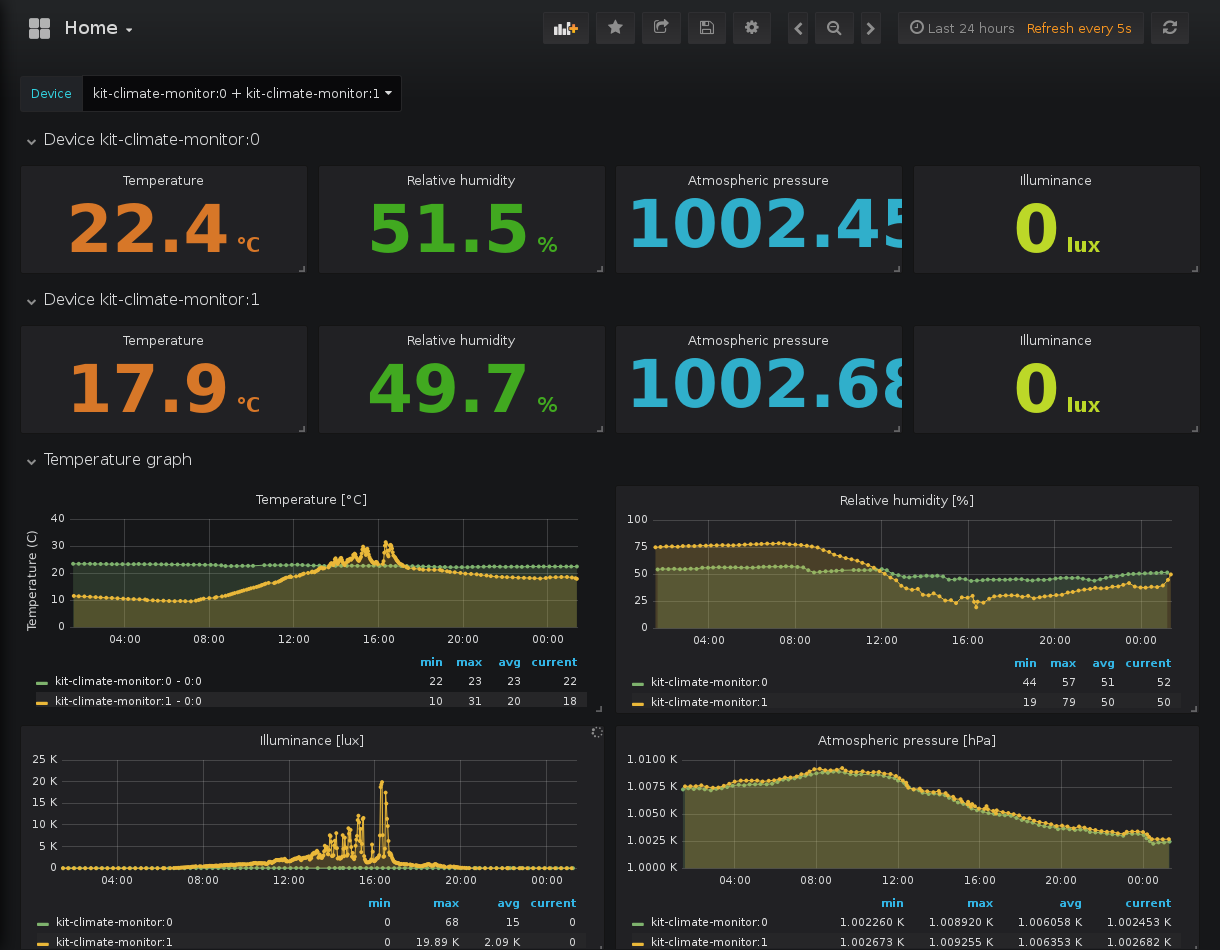 Home
Last 24 hours Refresh every 5s
Device kit-climate-monitor:0 + kit-climate-monitor:1
Device kit-climate-monitor:0
Temperature Relative humidity Atmospheric pressure Illuminance
22.4 °C 51.5 % 1002.45 0 lux
Device kit-climate-monitor:1
Temperature Relative humidity Atmospheric pressure Illuminance
17.9 °C 49.7 % 1002.68 0 lux
Temperature graph
Temperature [°C]
Temperature (C)
40
30
20
10
0
04:00 08:00 12:00 16:00 20:00 00:00
min max avg current
kit-climate-monitor:0 - 0:0 22 23 23 22
kit-climate-monitor:1 - 0:0 10 31 20 18
Relative humidity [%]
100
75
50
25
0
04:00 08:00 12:00 16:00 20:00 00:00
min max avg current
kit-climate-monitor:0 44 57 51 52
kit-climate-monitor:1 19 79 50 50
Illuminance [lux]
25 K
20 K
15 K
10 K
5 K
0
04:00 08:00 12:00 16:00 20:00 00:00
min max avg current
kit-climate-monitor:0 0 68 15 0
kit-climate-monitor:1 0 19.89 K 2.09 K 0
Atmospheric pressure [hPa]
1.0100 K
1.0075 K
1.0050 K
1.0025 K
1.0000 K
04:00 08:00 12:00 16:00 20:00 00:00
min max avg current
kit-climate-monitor:0 1.002260 K 1.008920 K 1.006058 K 1.002453 K
kit-climate-monitor:1 1.002673 K 1.009255 K 1.006353 K 1.002682 K